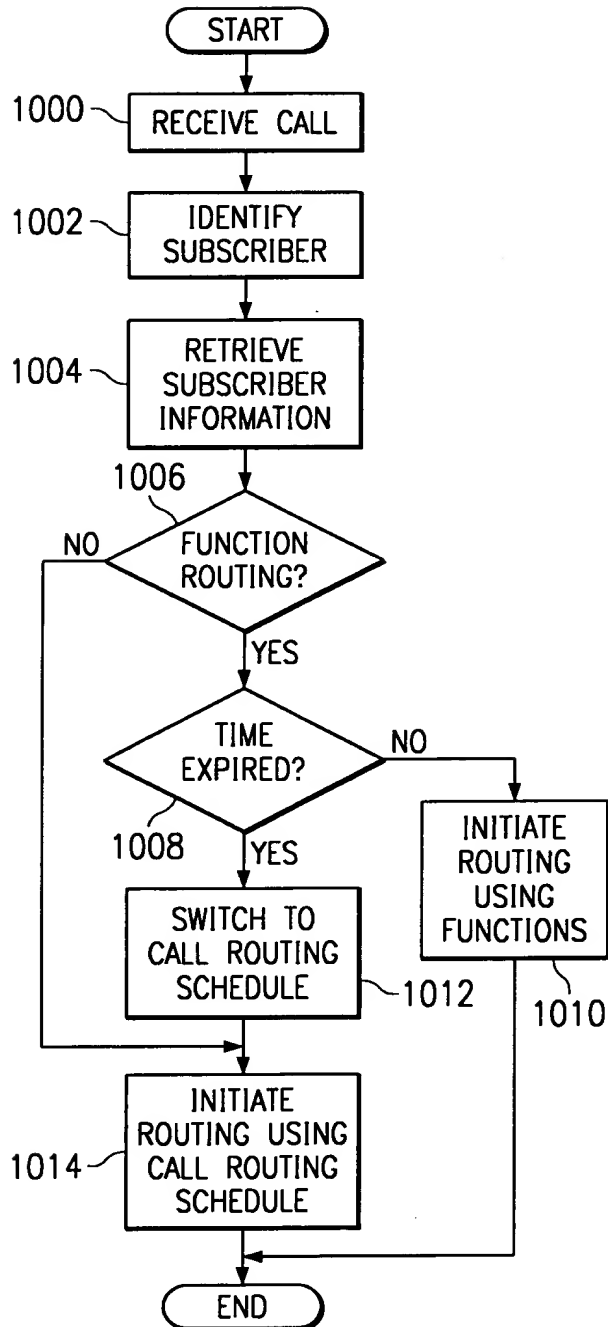 START
1000
RECEIVE CALL
1002
IDENTIFY
SUBSCRIBER
1004
RETRIEVE
SUBSCRIBER
INFORMATION
1006
NO
FUNCTION
ROUTING?
YES
TIME
EXPIRED?
NO
1008
YES
INITIATE
ROUTING
USING
FUNCTIONS
1010
SWITCH TO
CALL ROUTING
SCHEDULE
1012
INITIATE
ROUTING USING
CALL ROUTING
SCHEDULE
1014
END